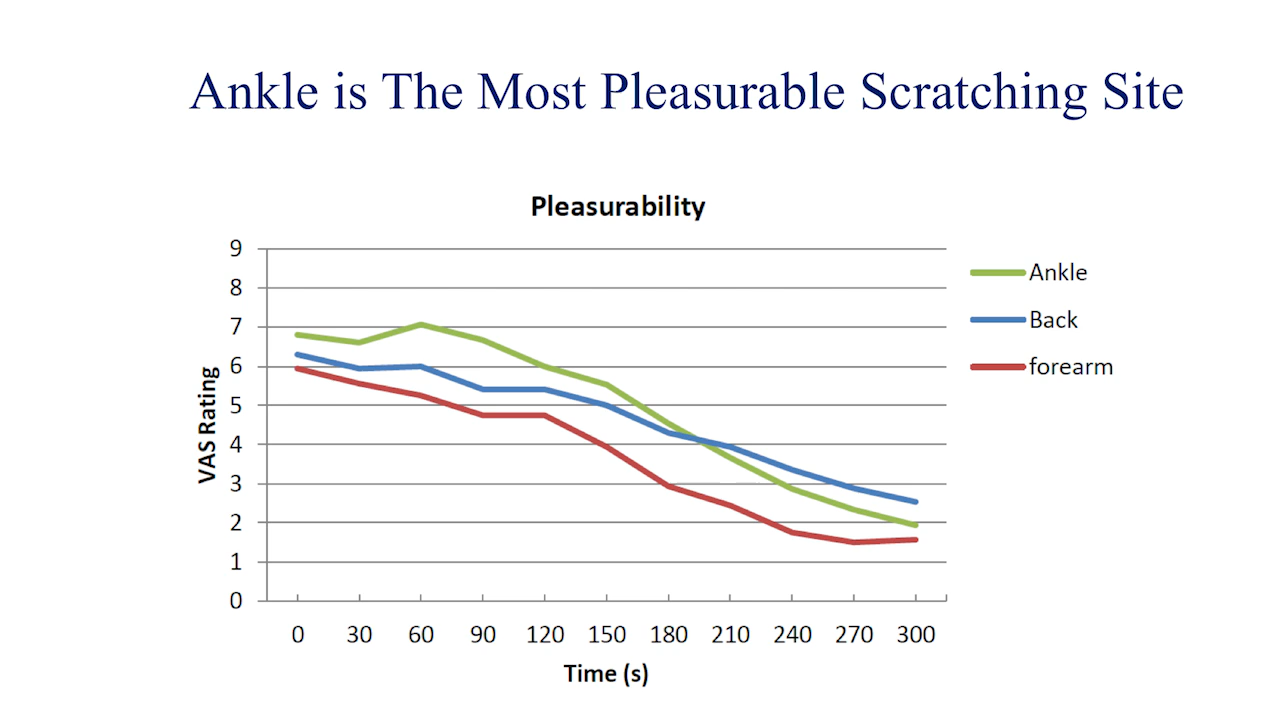 Ankle is The Most Pleasurable Scratching Site
Pleasurability
9
8
7
6
5
4
3
2
1
0
VAS Rating
0 30 60 90 120 150 180 210 240 270 300
Time (s)
Ankle
Back
forearm